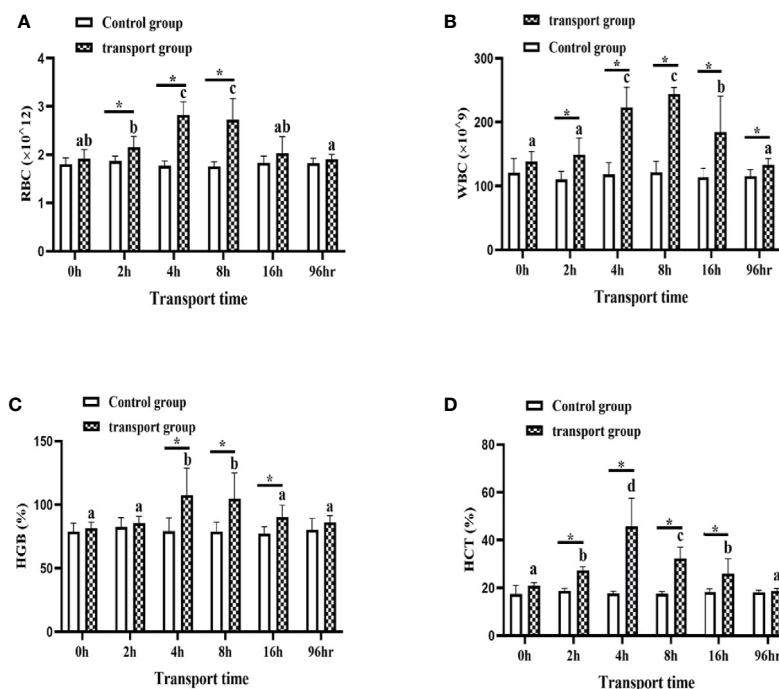 A
Control group
transport group
RBC (×10^12)
4
3
2
1
0
ab
*
b
*
c
*
c
ab
a
0h 2h 4h 8h 16h 96hr
Transport time
B
transport group
Control group
WBC (×10^9)
300
200
100
0
a
*
a
*
c
*
c
*
b
*
a
0h 2h 4h 8h 16h 96hr
Transport time
C
Control group
transport group
HGB (%)
150
100
50
0
a
a
*
b
*
b
*
a
a
0h 2h 4h 8h 16h 96hr
Transport time
D
Control group
transport group
HCT (%)
80
60
40
20
0
a
*
b
*
d
*
c
*
b
a
0h 2h 4h 8h 16h 96hr
Transport time